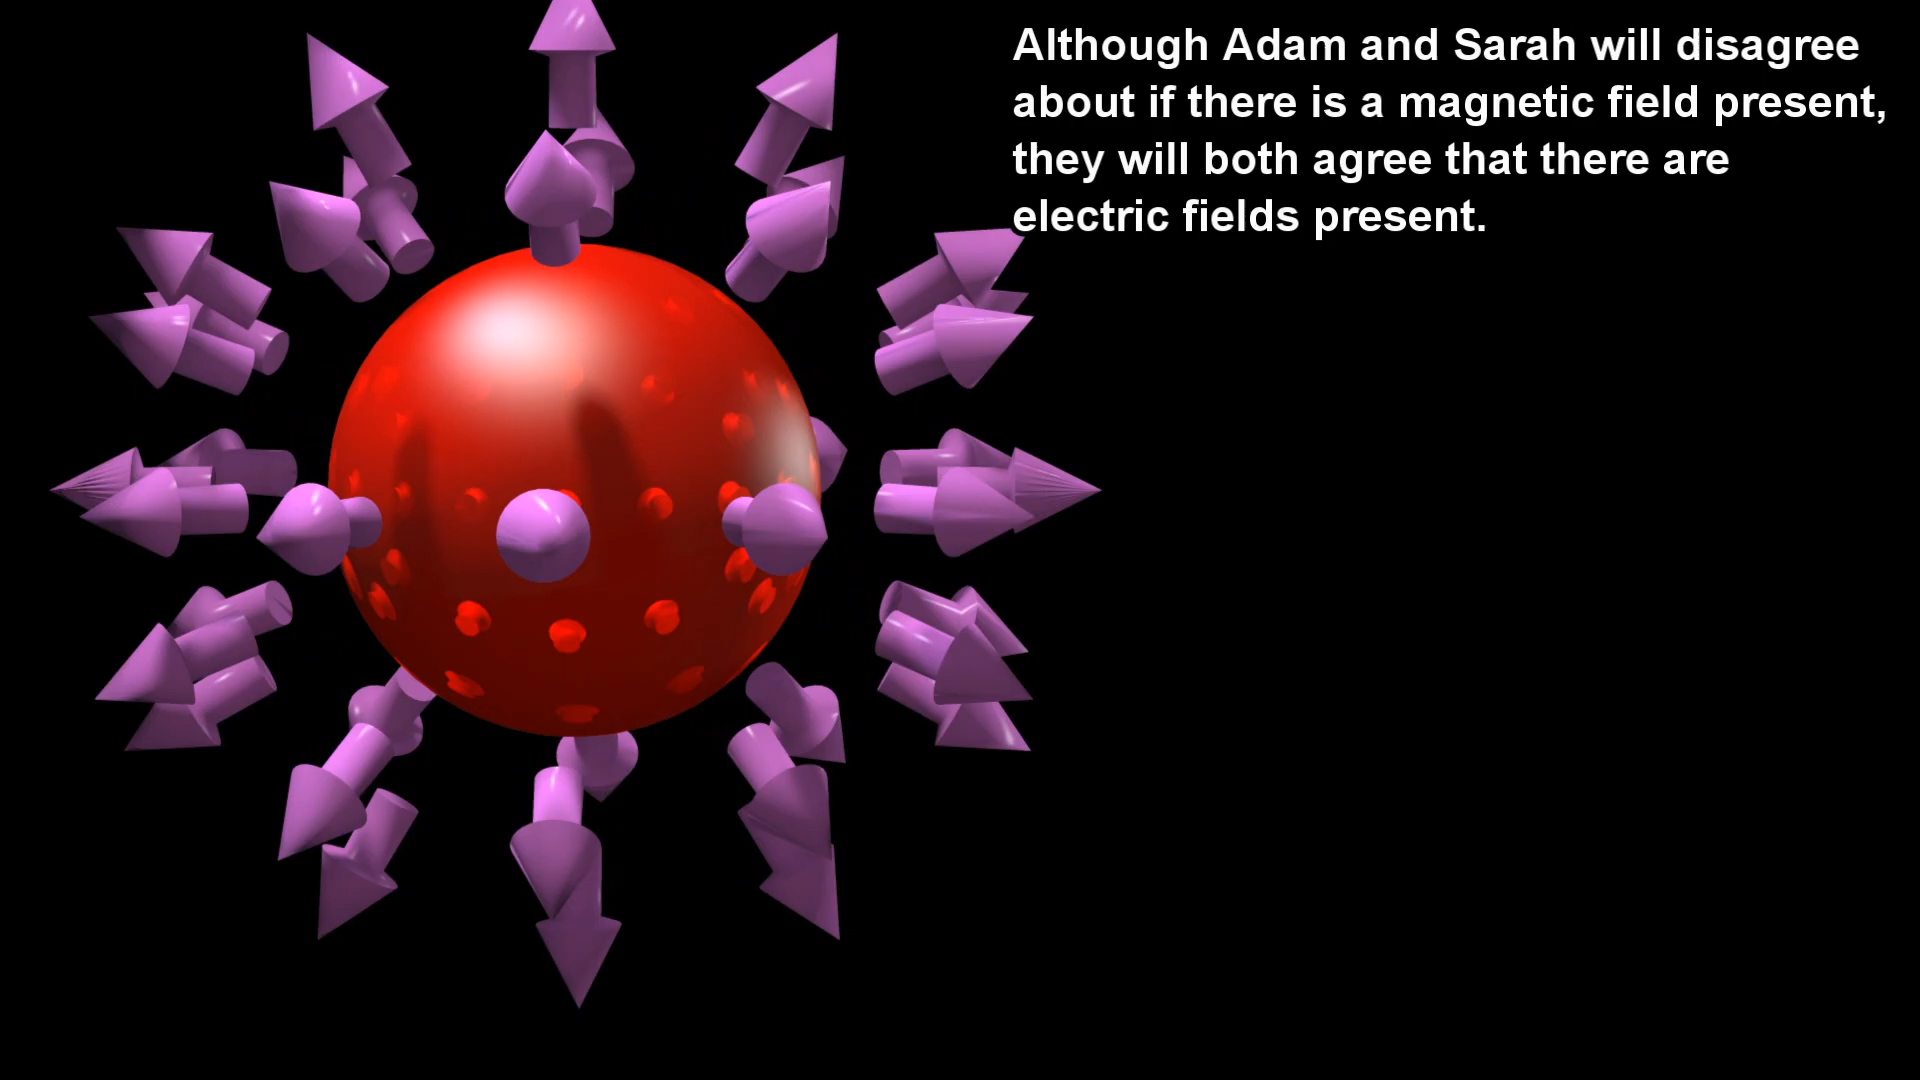 Although Adam and Sarah will disagree
about if there is a magnetic field present,
they will both agree that there are
electric fields present.